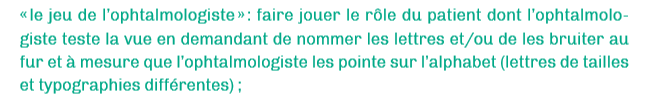 «le jeu de l'ophtalmologiste»: faire jouer le rôle du patient dont l'ophtalmolo-
giste teste la vue en demandant de nommer les lettres et/ou de les bruiter au
fur et à mesure que l'ophtalmologiste les pointe sur l'alphabet (lettres de tailles
et typographies différentes) ;